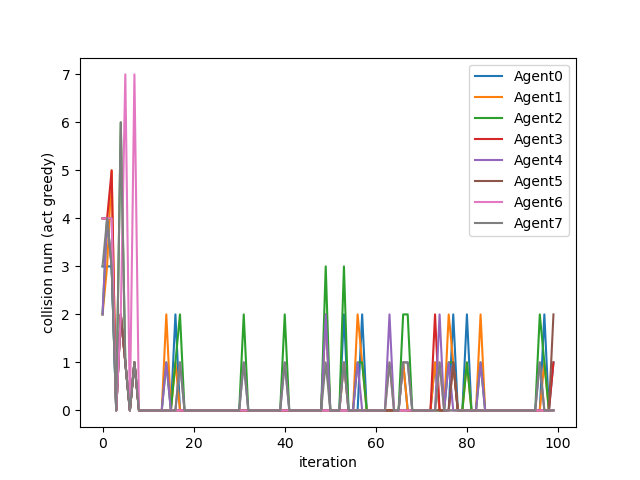 7
6
5
4
3
2
1
0
collision num (act greedy)
0
20
40
60
80
100
iteration
Agent0
Agent1
Agent2
Agent3
Agent4
Agent5
Agent6
Agent7